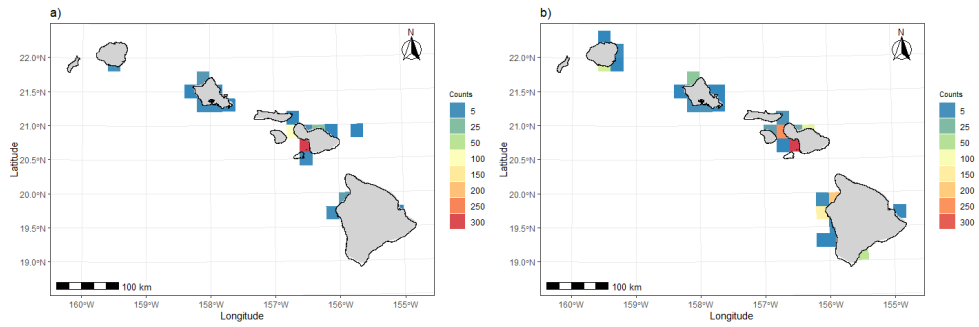 a)
N
22.0°N
21.5°N
21.0°N
20.5°N
20.0°N
19.5°N
19.0°N
Latitude
100 km
160°W
159°W
158°W
157°W
156°W
155°W
Longitude
Counts
5
25
50
100
150
200
250
300
b)
N
22.0°N
21.5°N
21.0°N
20.5°N
20.0°N
19.5°N
19.0°N
Latitude
100 km
160°W
159°W
158°W
157°W
156°W
155°W
Longitude
Counts
5
25
50
100
150
200
250
300